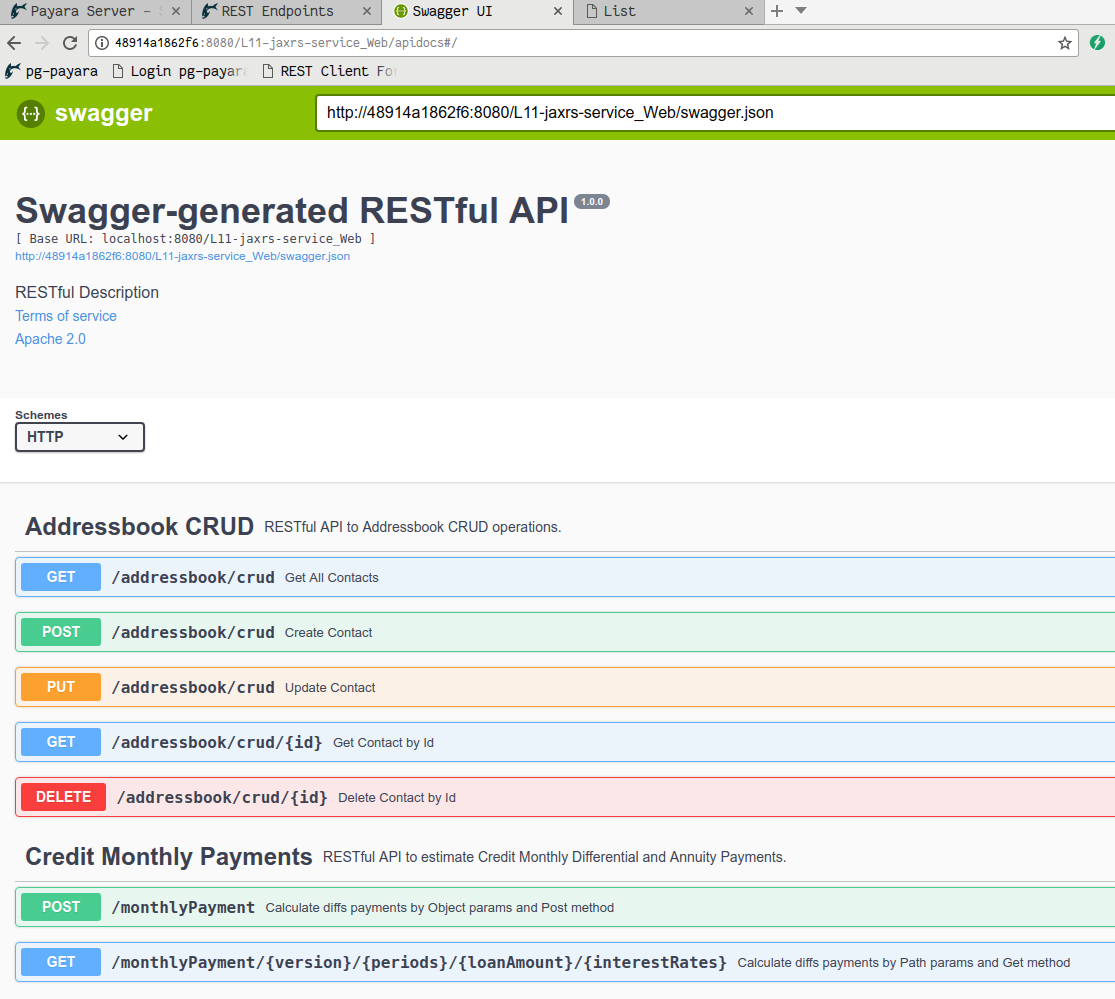 Payara Server - × REST Endpoints × Swagger UI × List ×
48914a1862f6:8080/L11-jaxrs-service_Web/apidocs#/
pg-payara Login pg-payara REST Client
{··} swagger http://48914a1862f6:8080/L11-jaxrs-service_Web/swagger.json
Swagger-generated RESTful API 1.0.0
[ Base URL: localhost:8080/L11-jaxrs-service_Web ]
http://48914a1862f6:8080/L11-jaxrs-service_Web/swagger.json
RESTful Description
Terms of service
Apache 2.0
Schemes
HTTP
Addressbook CRUD RESTful API to Addressbook CRUD operations.
GET /addressbook/crud Get All Contacts
POST /addressbook/crud Create Contact
PUT /addressbook/crud Update Contact
GET /addressbook/crud/{id} Get Contact by Id
DELETE /addressbook/crud/{id} Delete Contact by Id
Credit Monthly Payments RESTful API to estimate Credit Monthly Differential and Annuity Payments.
POST /monthlyPayment Calculate diffs payments by Object params and Post method
GET /monthlyPayment/{version}/{periods}/{loanAmount}/{interestRates} Calculate diffs payments by Path params and Get method